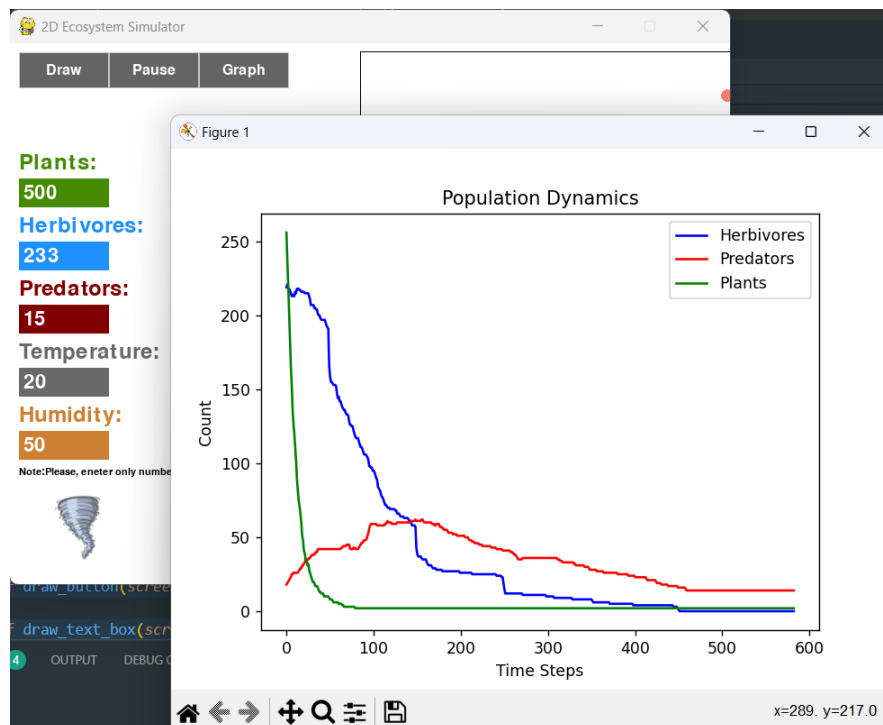 2D Ecosystem Simulator
Draw Pause Graph
Plants:
500
Herbivores:
233
Predators:
15
Temperature:
20
Humidity:
50
Note:Please, eneter only numbe
Figure 1
Population Dynamics
Herbivores
Predators
Plants
Count
250
200
150
100
50
0
0 100 200 300 400 500 600
Time Steps
x=289. y=217.0
draw_button(scree
f draw_text_box(scr
4 OUTPUT DEBUG